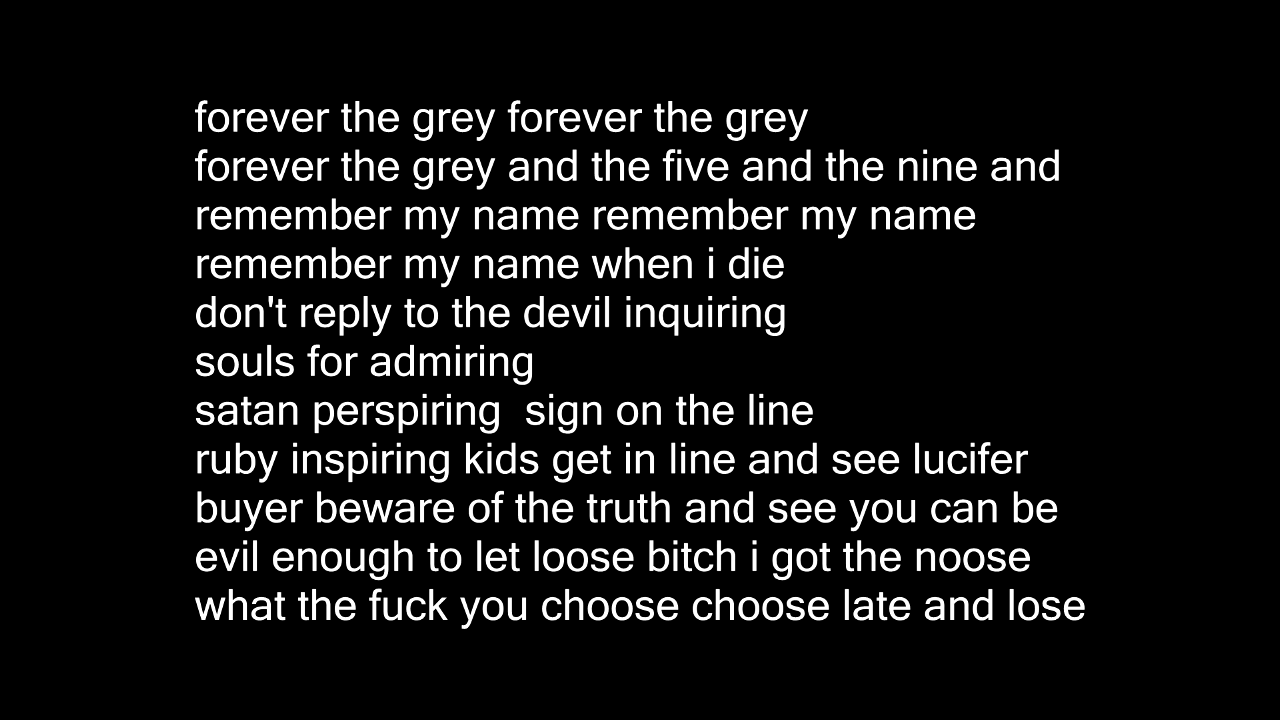 forever the grey forever the grey
forever the grey and the five and the nine and
remember my name remember my name
remember my name when i die
don't reply to the devil inquiring
souls for admiring
satan perspiring  sign on the line
ruby inspiring kids get in line and see lucifer
buyer beware of the truth and see you can be
evil enough to let loose bitch i got the noose
what the fuck you choose choose late and lose